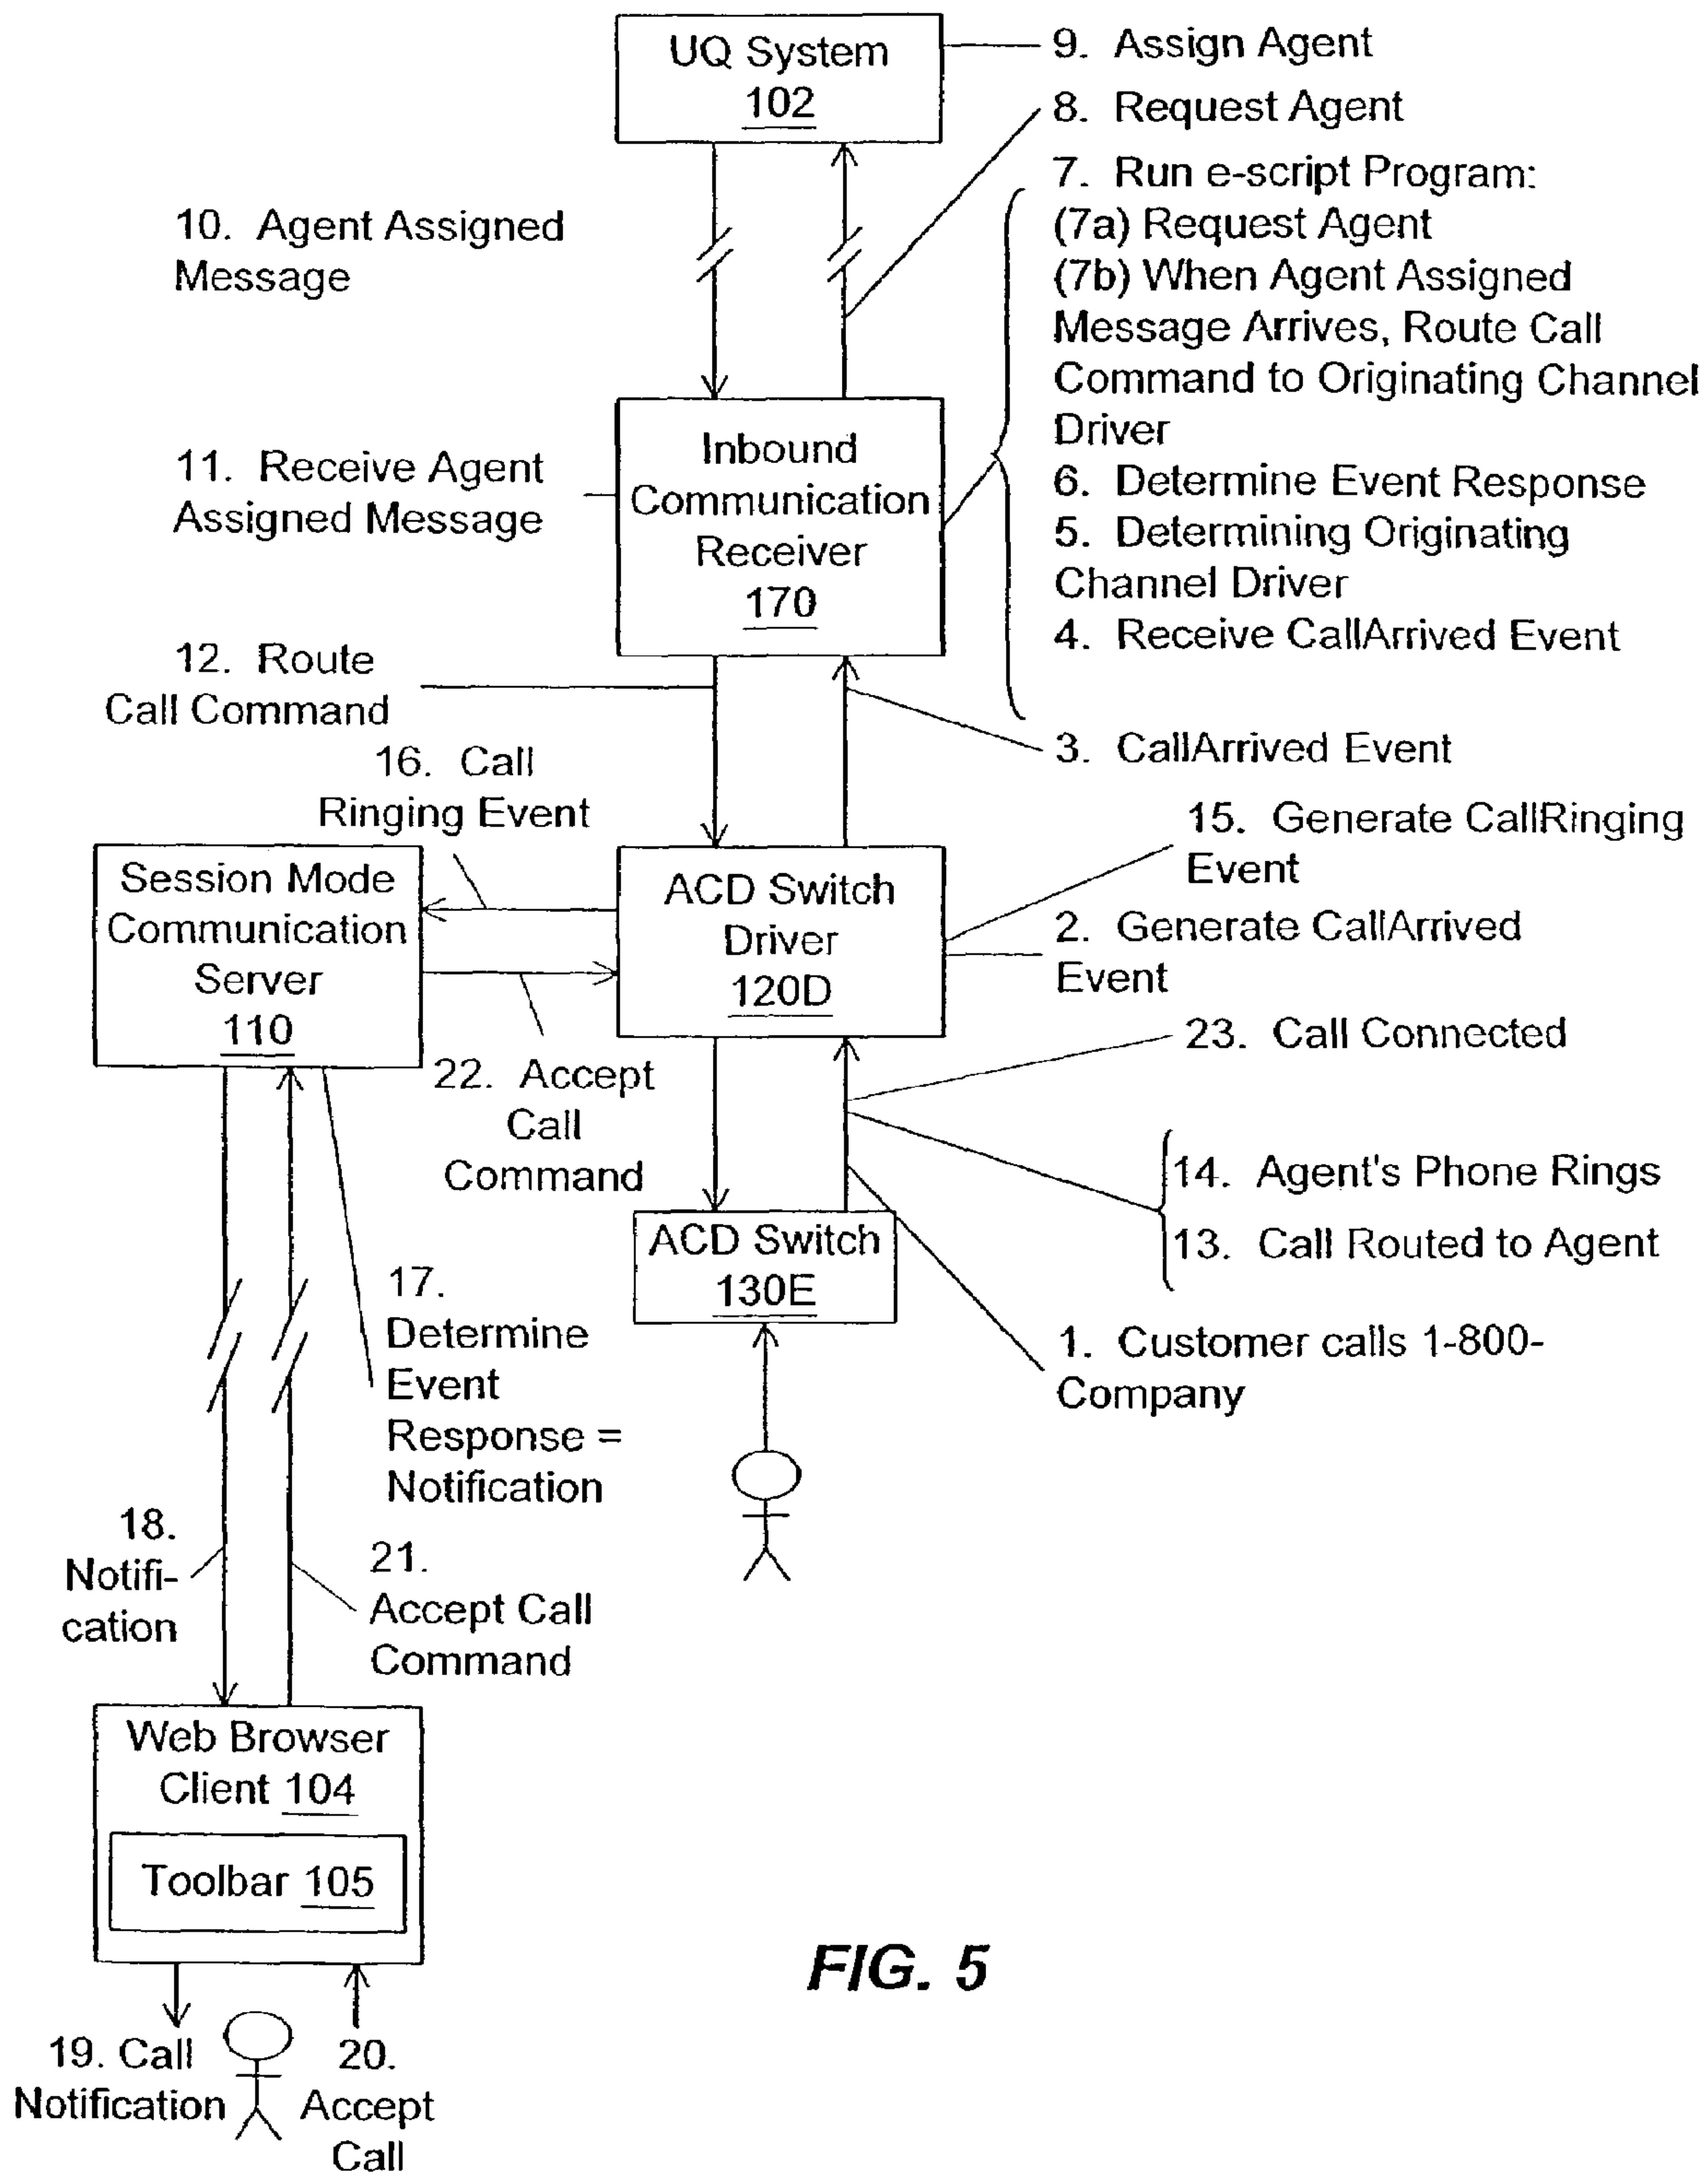 UQ System
102
9. Assign Agent
8. Request Agent
7. Run e-script Program:
(7a) Request Agent
(7b) When Agent Assigned
Message Arrives, Route Call
Command to Originating Channel
Driver
6. Determine Event Response
5. Determining Originating
Channel Driver
4. Receive CallArrived Event
10. Agent Assigned
Message
11. Receive Agent
Assigned Message
Inbound
Communication
Receiver
170
12. Route
Call Command
3. CallArrived Event
16. Call
Ringing Event
15. Generate CallRinging
Event
2. Generate CallArrived
Event
Session Mode
Communication
Server
110
ACD Switch
Driver
120D
22. Accept
Call
Command
23. Call Connected
14. Agent's Phone Rings
13. Call Routed to Agent
ACD Switch
130E
1. Customer calls 1-800-
Company
17.
Determine
Event
Response =
Notification
18.
Notifi-
cation
21.
Accept Call
Command
Web Browser
Client 104
Toolbar 105
19. Call
Notification
20.
Accept
Call
FIG. 5